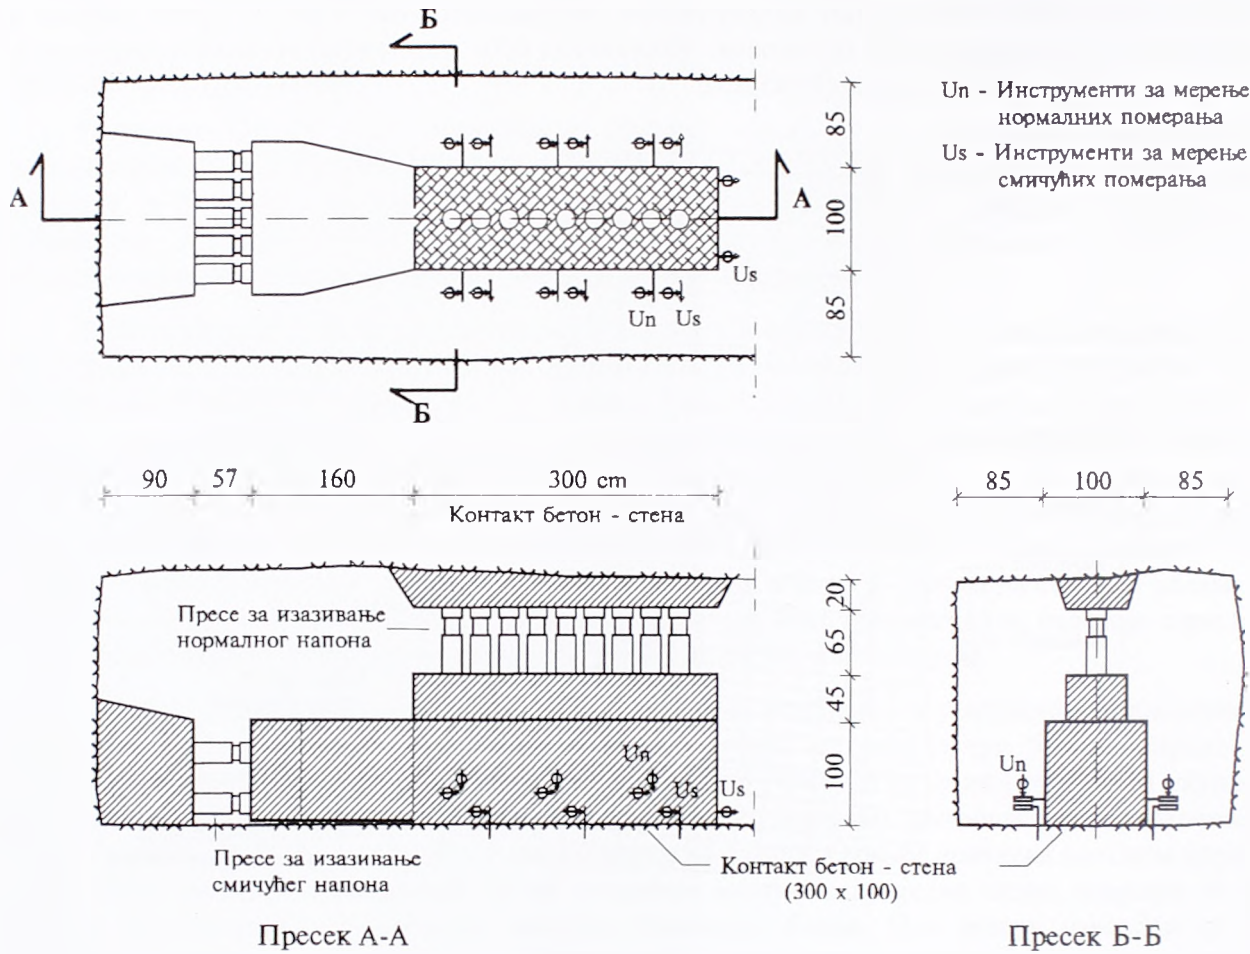 Б
Un - Инструменти за мерење
нормалних померања
Us - Инструменти за мерење
смичућих померања
А
А
85
100
85
Us
Un
Us
Б
90
57
160
300 cm
Контакт бетон - стена
85
100
85
Пресе за изазивање
нормалног напона
20
65
45
100
Un
Us
Us
Un
Пресе за изазивање
смичућег напона
Контакт бетон - стена
(300 x 100)
Пресек А-А
Пресек Б-Б